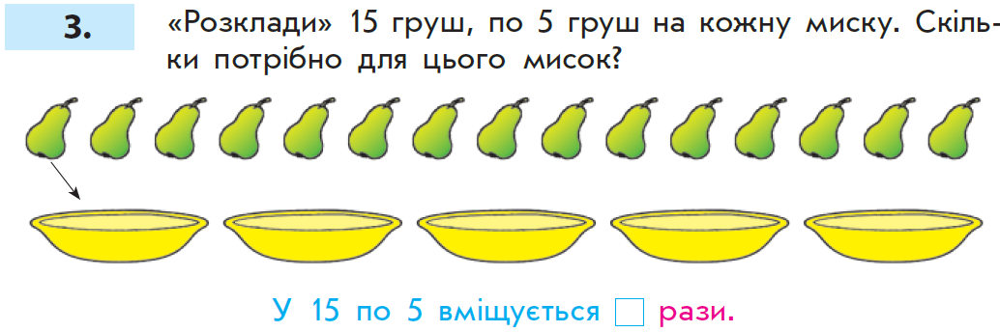 3. «Розклади» 15 груш, по 5 груш на кожну миску. Скіль-
ки потрібно для цього мисок?
У 15 по 5 вміщується □ рази.